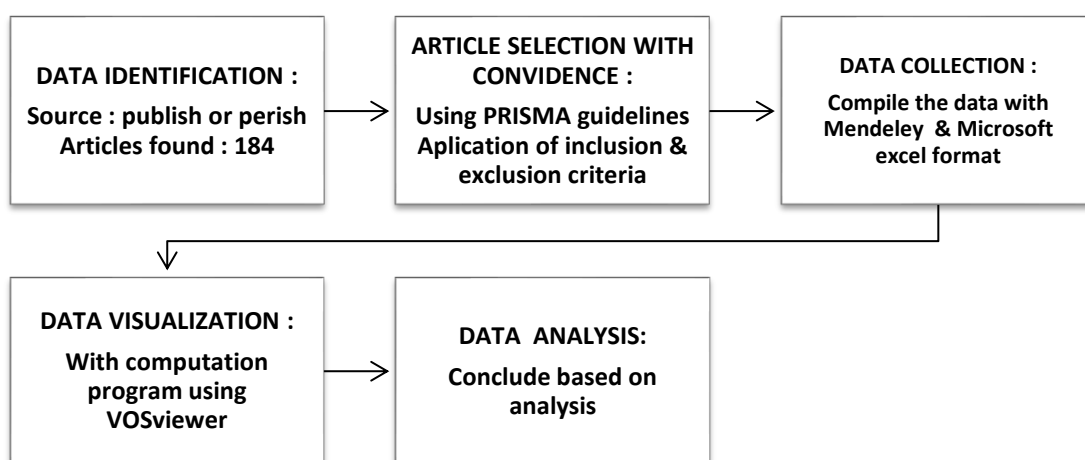 DATA IDENTIFICATION :
Source : publish or perish
Articles found : 184
ARTICLE SELECTION WITH
CONVIDENCE :
Using PRISMA guidelines
Aplication of inclusion &
exclusion criteria
DATA COLLECTION :
Compile the data with
Mendeley & Microsoft
excel format
DATA VISUALIZATION :
With computation
program using
VOSviewer
DATA ANALYSIS:
Conclude based on
analysis